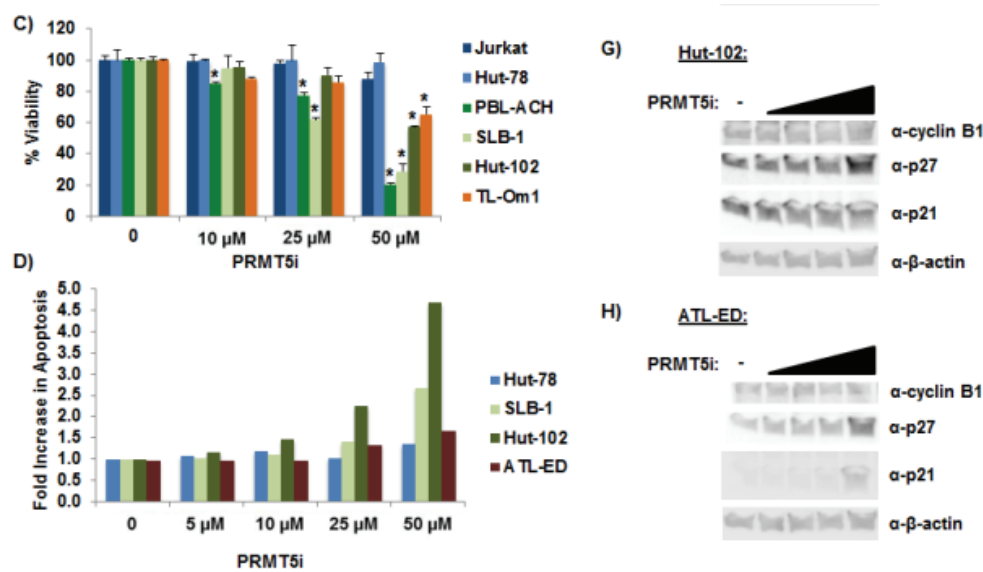 C)
% Viability
120
100
80
60
40
20
0
* * * * * * *
0 10 µM 25 µM 50 µM
PRMT5i
Jurkat
Hut-78
PBL-ACH
SLB-1
Hut-102
TL-Om1
D)
Fold Increase in Apoptosis
5.0
4.5
4.0
3.5
3.0
2.5
2.0
1.5
1.0
0.5
0.0
0 5 µM 10 µM 25 µM 50 µM
PRMT5i
Hut-78
SLB-1
Hut-102
ATL-ED
G) Hut-102:
PRMT5i: -
α-cyclin B1
α-p27
α-p21
α-β-actin
H) ATL-ED:
PRMT5i: -
α-cyclin B1
α-p27
α-p21
α-β-actin